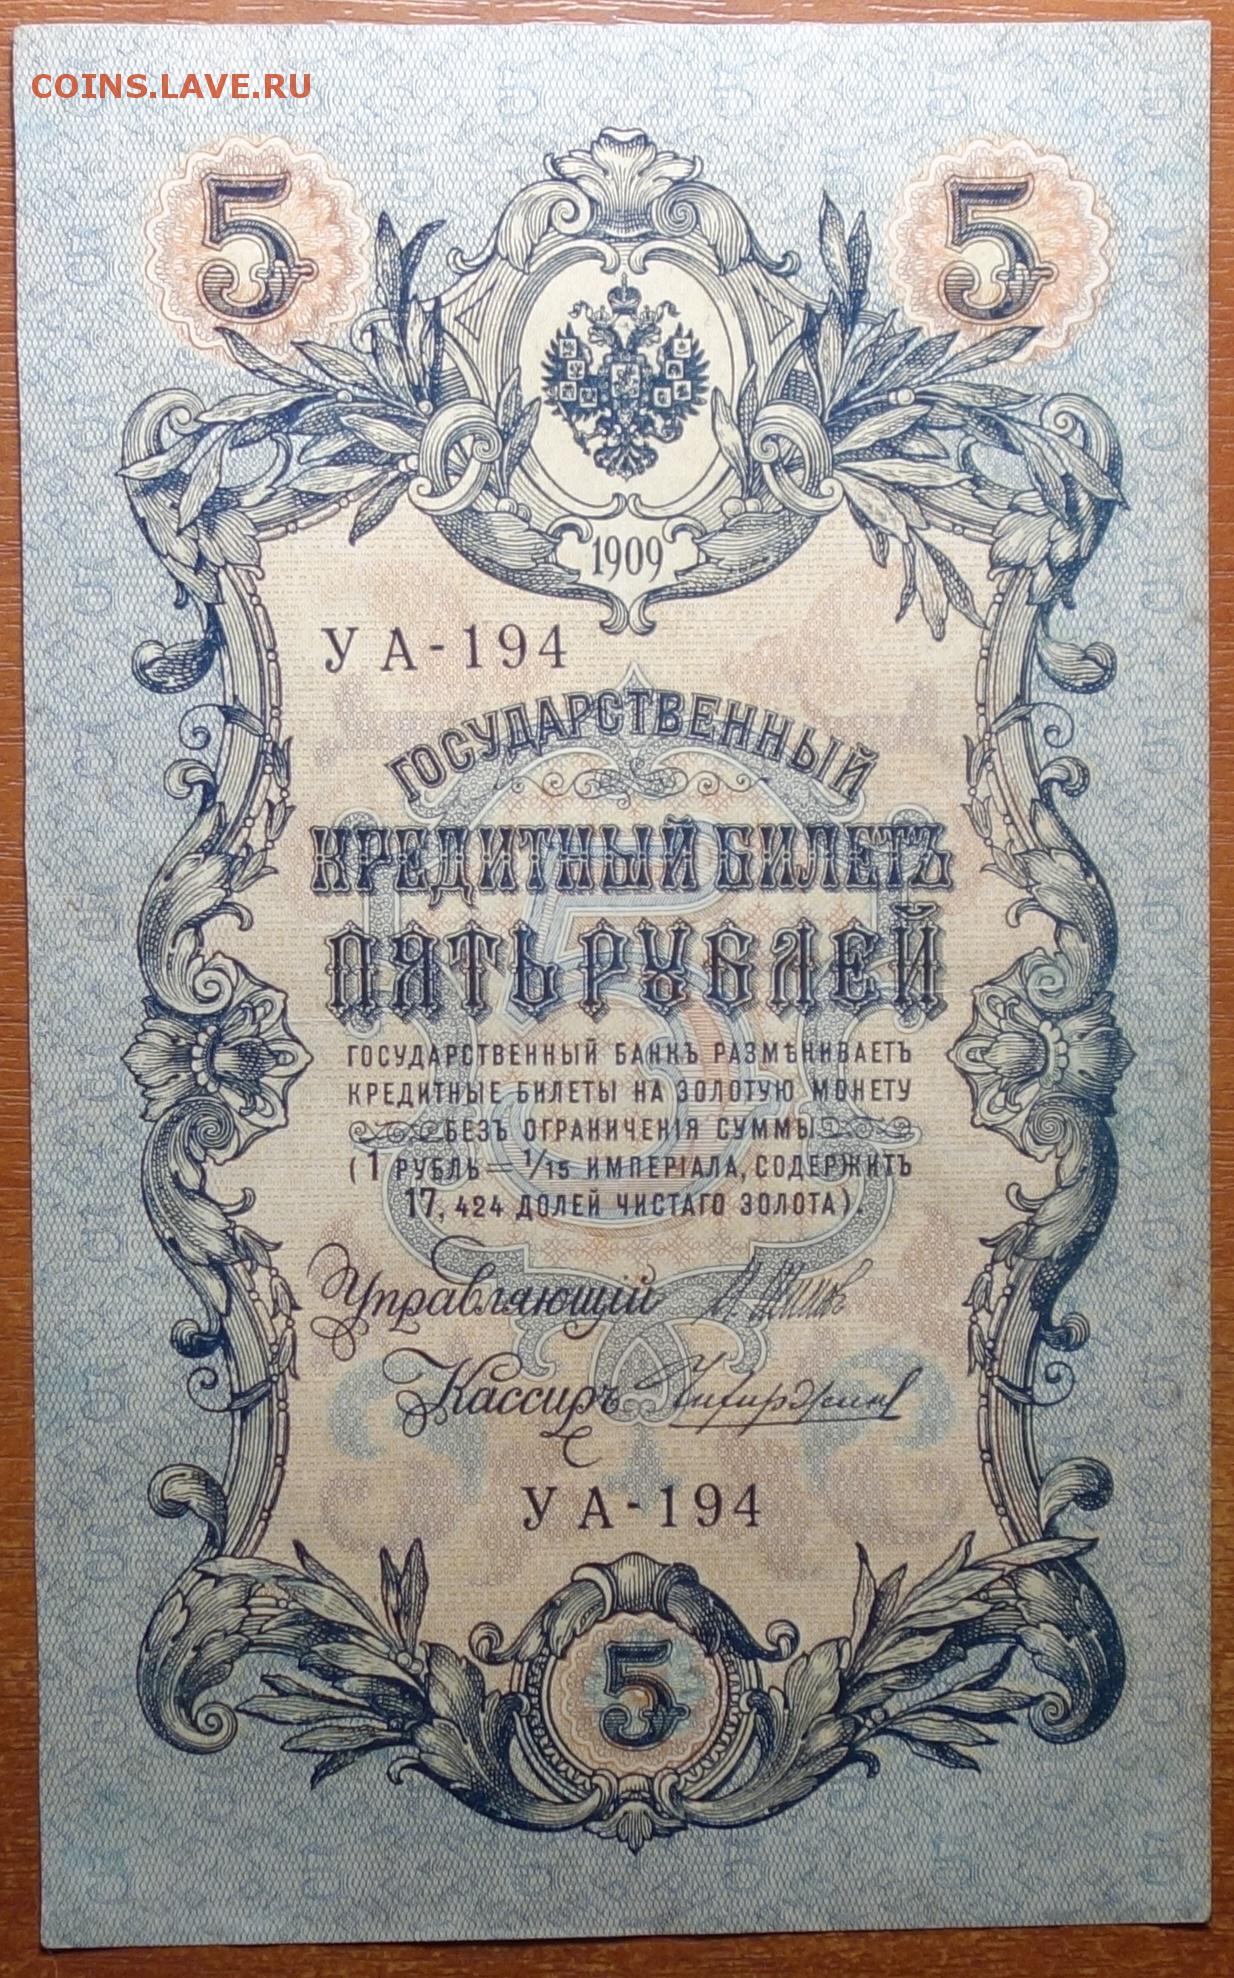 COINS.LAVE.RU
5 5
1909
УА-194
ГОСУДАРСТВЕННЫЙ
КРЕДИТНЫЙ БИЛЕТЪ
ПЯТЬ РУБЛЕЙ
ГОСУДАРСТВЕННЫЙ БАНКЪ РАЗМѢНИВАЕТЪ
КРЕДИТНЫЕ БИЛЕТЫ НА ЗОЛОТУЮ МОНЕТУ
БЕЗЪ ОГРАНИЧЕНІЯ СУММЫ
(1 РУБЛЬ = 1/15 ИМПЕРІАЛА, СОДЕРЖИТЪ
17,424 ДОЛЕЙ ЧИСТАГО ЗОЛОТА).
Управляющій
Кассиръ
УА-194
5